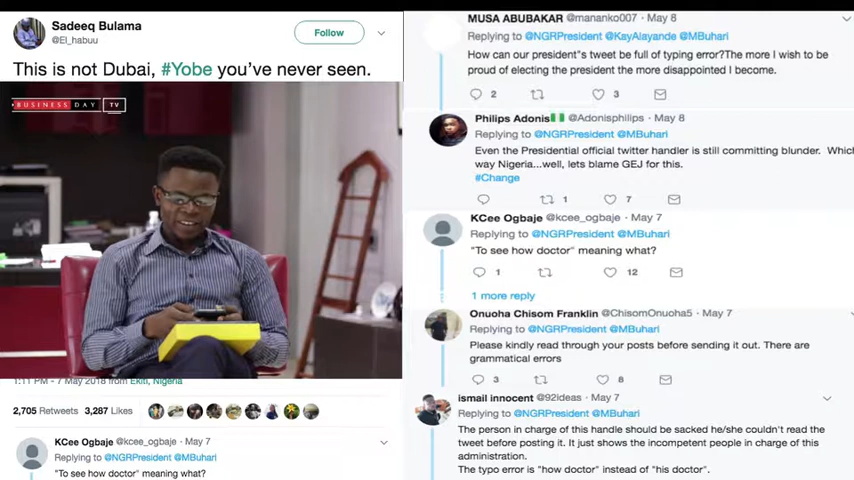 Sadeeq Bulama
@El_habuu
Follow
This is not Dubai, #Yobe you've never seen.
BUSINESS DAY TV
1:11 PM - 7 May 2018 from Ekiti, Nigeria
2,705 Retweets 3,287 Likes
KCee Ogbaje @kcee_ogbaje · May 7
Replying to @NGRPresident @MBuhari
"To see how doctor" meaning what?
MUSA ABUBAKAR @mananko007 · May 8
Replying to @NGRPresident @KayAlayande @MBuhari
How can our president"s tweet be full of typing error?The more I wish to be
proud of electing the president the more disappointed I become.
2 3
Philips Adonis @Adonisphilips · May 8
Replying to @NGRPresident @MBuhari
Even the Presidential official twitter handler is still committing blunder. Which
way Nigeria...well, lets blame GEJ for this.
#Change
1 7
KCee Ogbaje @kcee_ogbaje · May 7
Replying to @NGRPresident @MBuhari
"To see how doctor" meaning what?
1 12
1 more reply
Onuoha Chisom Franklin @ChisomOnuoha5 · May 7
Replying to @NGRPresident @MBuhari
Please kindly read through your posts before sending it out. There are
grammatical errors
3 8
ismail innocent @92ideas · May 7
Replying to @NGRPresident @MBuhari
The person in charge of this handle should be sacked he/she couldn't read the
tweet before posting it. It just shows the incompetent people in charge of this
administration.
The typo error is "how doctor" instead of "his doctor".